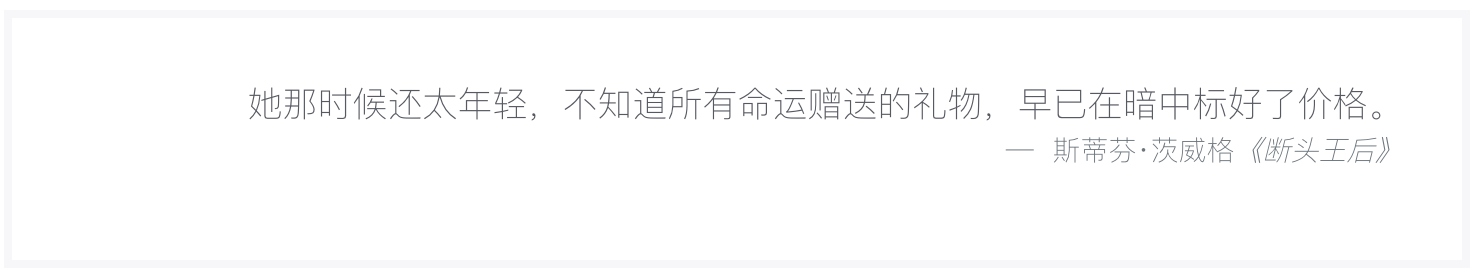 她那时候还太年轻，不知道所有命运赠送的礼物，早已在暗中标好了价格。
— 斯蒂芬·茨威格《断头王后》